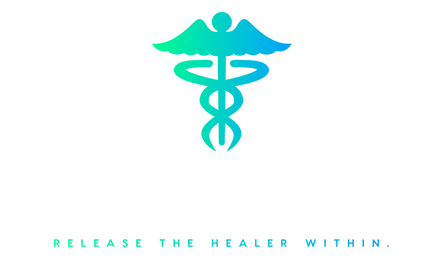 RELEASE THE HEALER WITHIN.